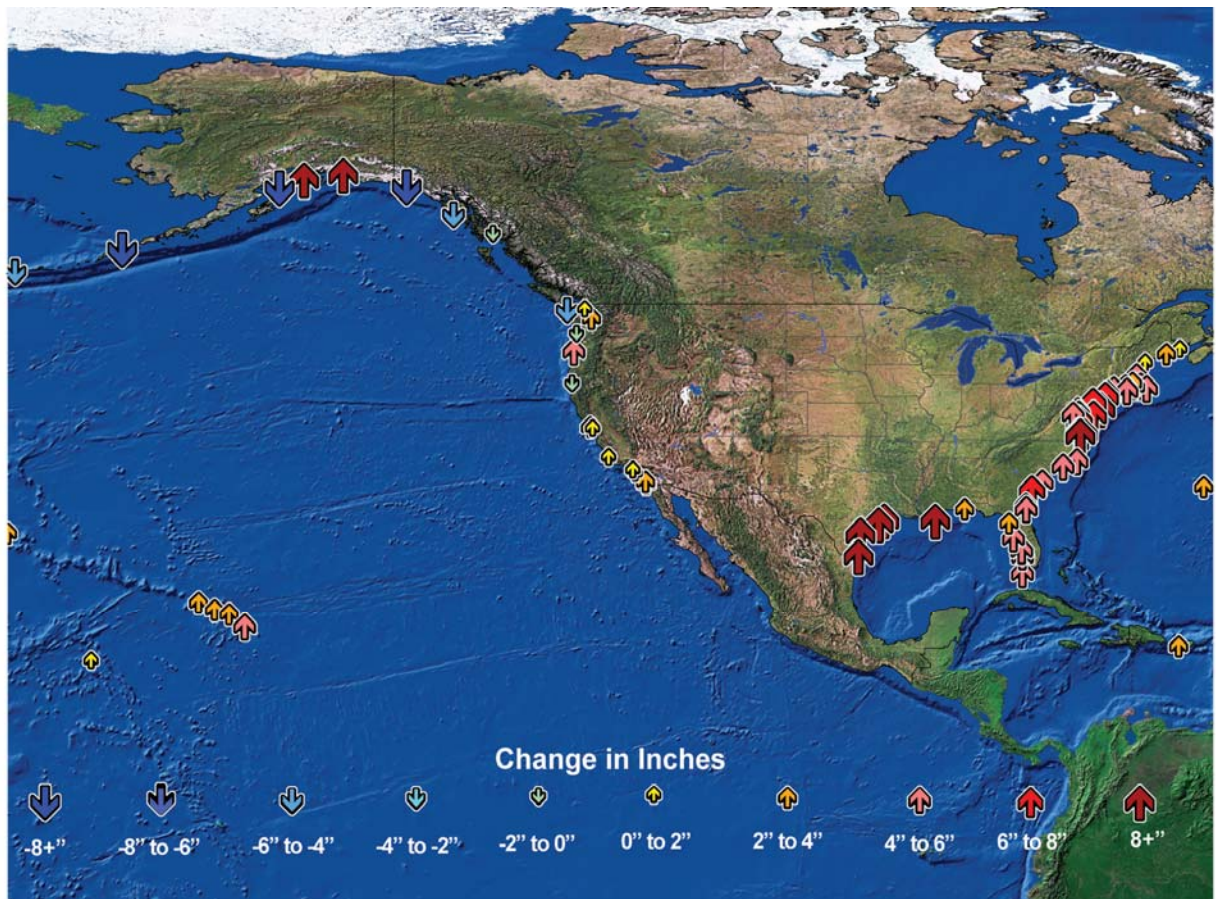 Change in Inches
-8+” -8” to -6” -6” to -4” -4” to -2” -2” to 0” 0” to 2” 2” to 4” 4” to 6” 6” to 8” 8+”